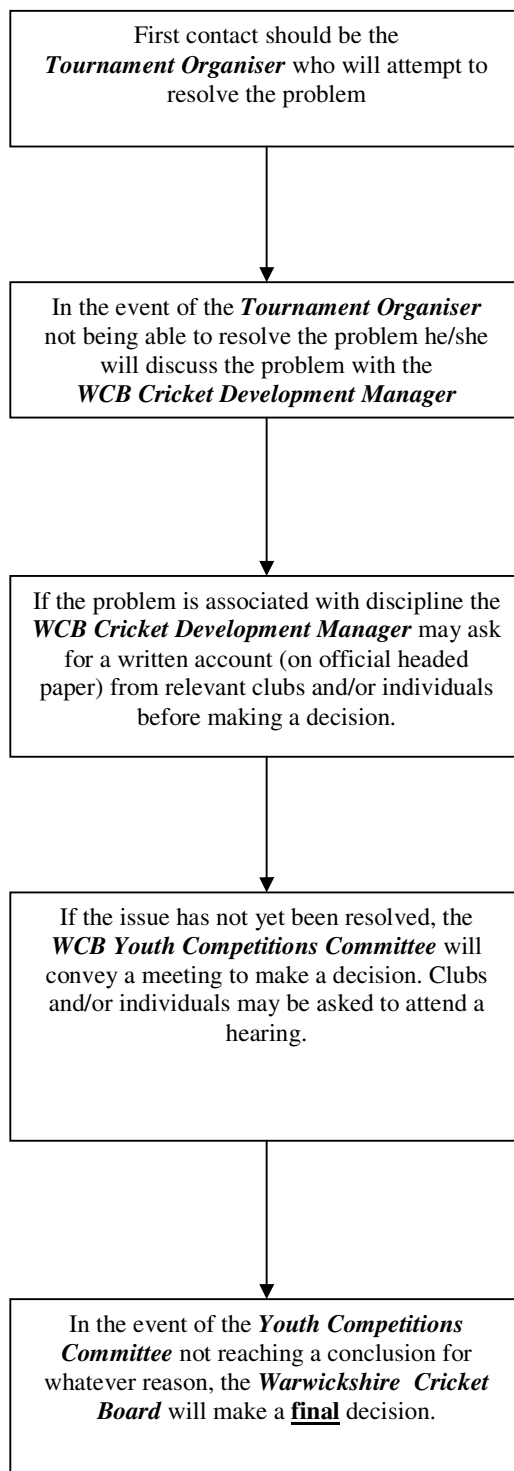 First contact should be the
Tournament Organiser who will attempt to
resolve the problem
In the event of the Tournament Organiser
not being able to resolve the problem he/she
will discuss the problem with the
WCB Cricket Development Manager
If the problem is associated with discipline the
WCB Cricket Development Manager may ask
for a written account (on official headed
paper) from relevant clubs and/or individuals
before making a decision.
If the issue has not yet been resolved, the
WCB Youth Competitions Committee will
convey a meeting to make a decision. Clubs
and/or individuals may be asked to attend a
hearing.
In the event of the Youth Competitions
Committee not reaching a conclusion for
whatever reason, the Warwickshire Cricket
Board will make a final decision.